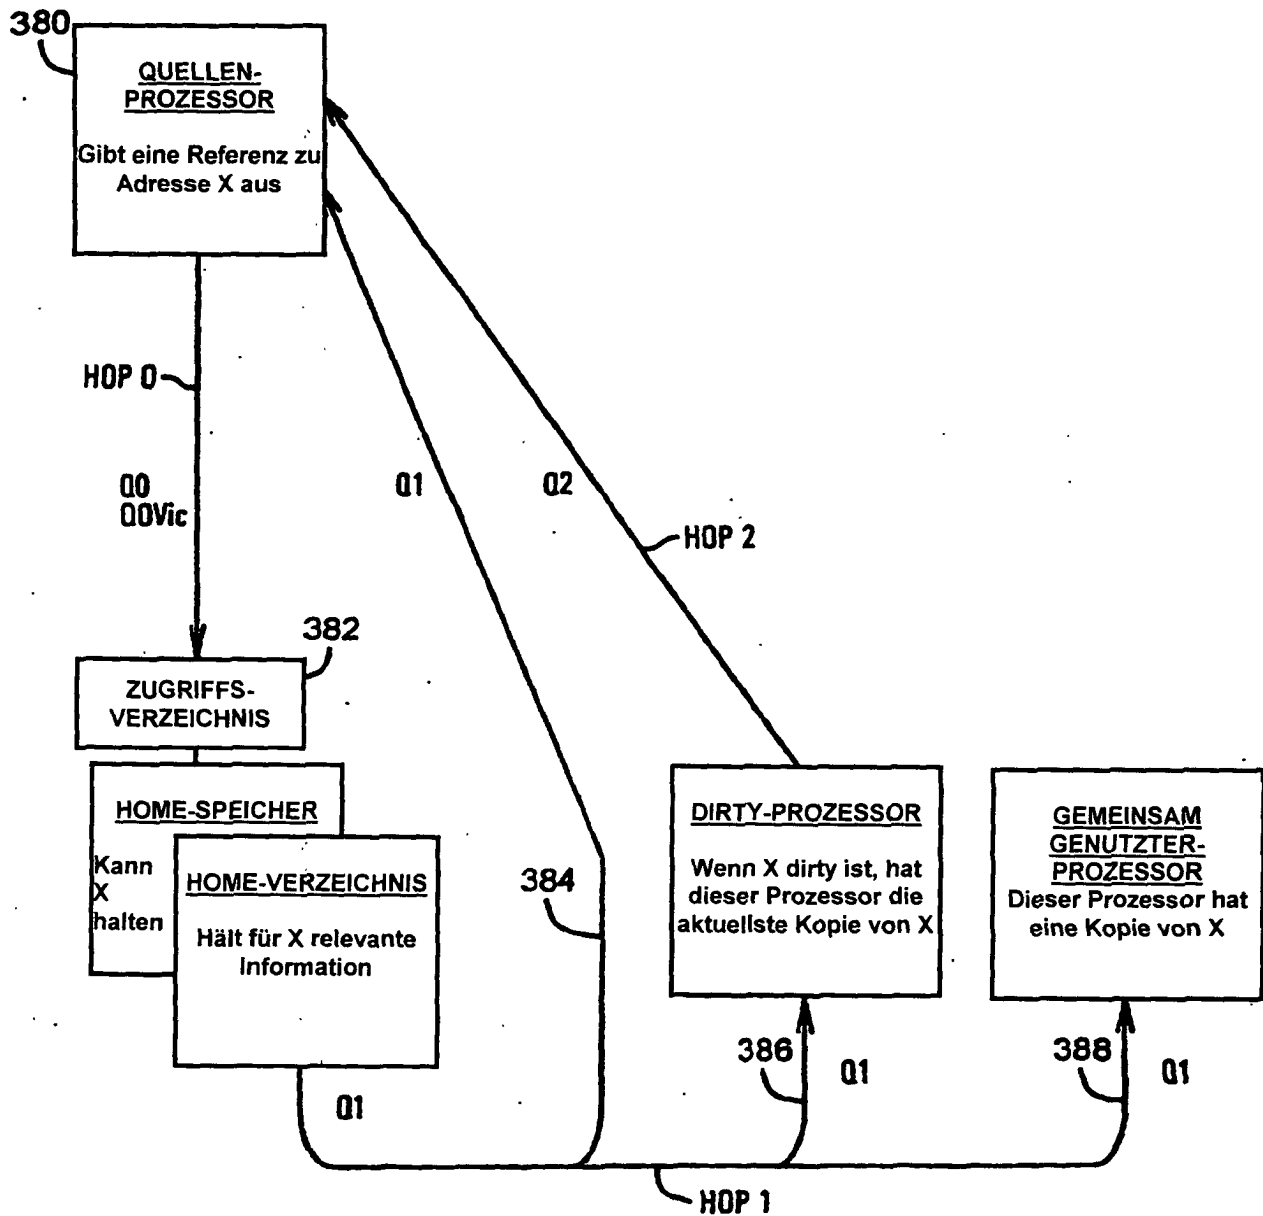 380
QUELLEN-
PROZESSOR
Gibt eine Referenz zu
Adresse X aus
HOP 0
Q0
Q0Vic
Q1
Q2
HOP 2
382
ZUGRIFFS-
VERZEICHNIS
HOME-SPEICHER
Kann
X
halten
HOME-VERZEICHNIS
Hält für X relevante
Information
384
DIRTY-PROZESSOR
Wenn X dirty ist, hat
dieser Prozessor die
aktuellste Kopie von X
GEMEINSAM
GENUTZTER-
PROZESSOR
Dieser Prozessor hat
eine Kopie von X
386
Q1
388
Q1
Q1
HOP 1